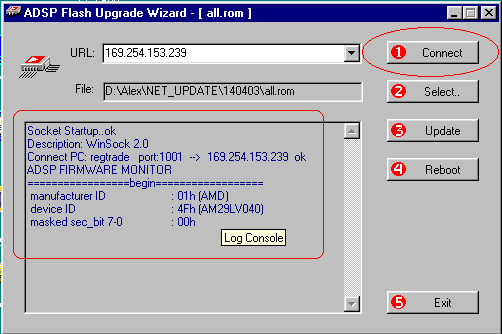 ADSP Flash Upgrade Wizard - [ all.rom ]
URL: 169.254.153.239
1 Connect
File: D:\Alex\NET_UPDATE\140403\all.rom
2 Select..
Socket Startup..ok
Description: WinSock 2.0
3 Update
Connect PC: regtrade port:1001 --> 169.254.153.239 ok
ADSP FIRMWARE MONITOR
4 Reboot
=================begin=================
manufacturer ID : 01h (AMD)
device ID : 4Fh (AM29LV040)
masked sec_bit 7-0 : 00h
Log Console
5 Exit